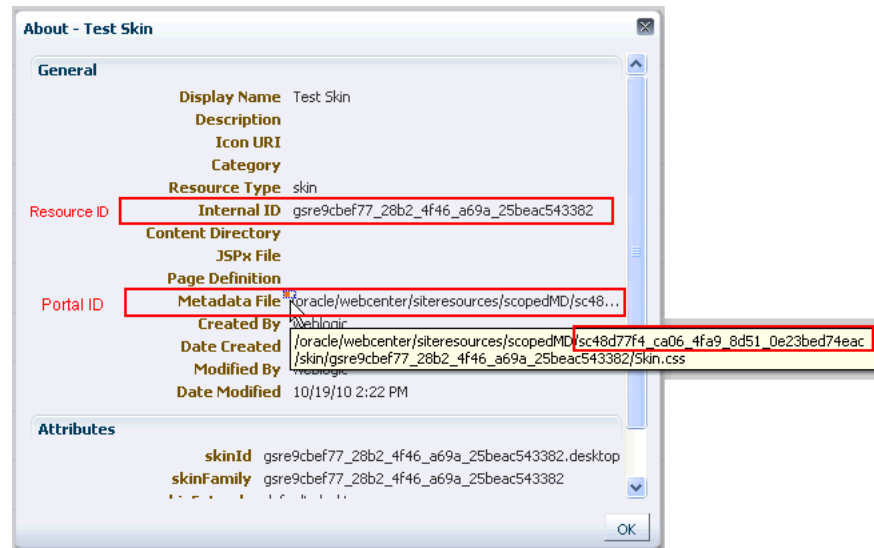 About - Test Skin
General
Display Name Test Skin
Description
Icon URI
Category
Resource Type skin
Resource ID Internal ID gsre9cbef77_28b2_4f46_a69a_25beac543382
Content Directory
JSPx File
Page Definition
Portal ID Metadata File /oracle/webcenter/siteresources/scopedMD/sc48...
Created By weblogic
/oracle/webcenter/siteresources/scopedMD/sc48d77f4_ca06_4fa9_8d51_0e23bed74eac
Date Created
/skin/gsre9cbef77_28b2_4f46_a69a_25beac543382/Skin.css
Modified By weblogic
Date Modified 10/19/10 2:22 PM
Attributes
skinId gsre9cbef77_28b2_4f46_a69a_25beac543382.desktop
skinFamily gsre9cbef77_28b2_4f46_a69a_25beac543382
OK